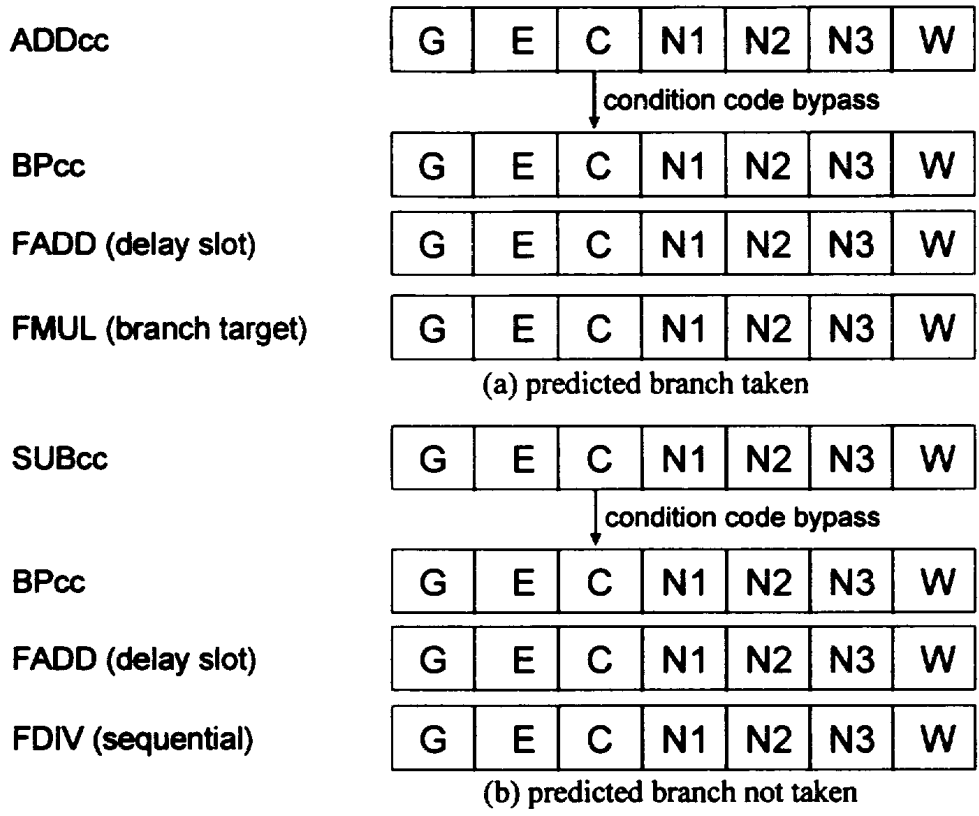 ADDcc G E C N1 N2 N3 W
condition code bypass
BPcc G E C N1 N2 N3 W
FADD (delay slot) G E C N1 N2 N3 W
FMUL (branch target) G E C N1 N2 N3 W
(a) predicted branch taken
SUBcc G E C N1 N2 N3 W
condition code bypass
BPcc G E C N1 N2 N3 W
FADD (delay slot) G E C N1 N2 N3 W
FDIV (sequential) G E C N1 N2 N3 W
(b) predicted branch not taken